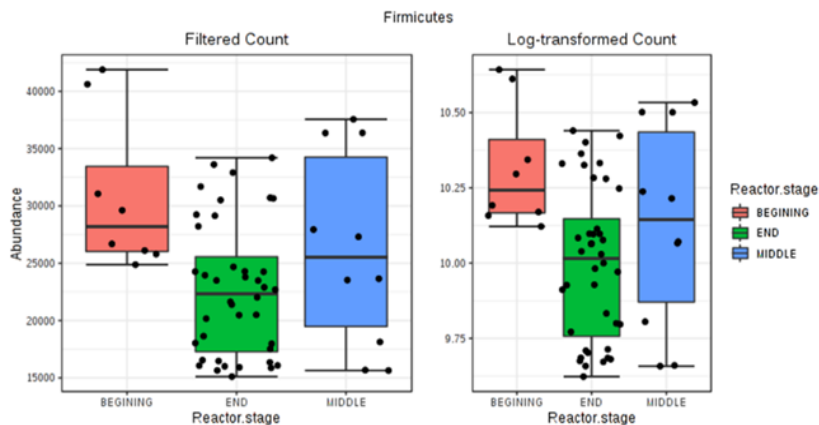 Firmicutes
Filtered Count
Log-transformed Count
Abundance
40000
35000
30000
25000
20000
15000
10.50
10.25
10.00
9.75
BEGINING
END
MIDDLE
Reactor.stage
BEGINING
END
MIDDLE
Reactor.stage
Reactor.stage
BEGINING
END
MIDDLE